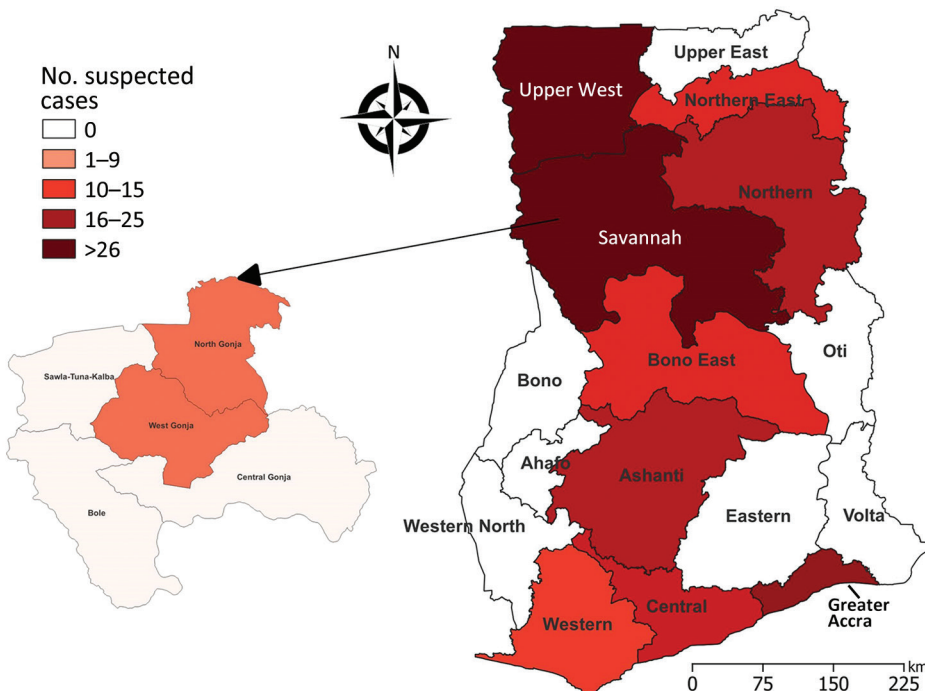 No. suspected
cases
0
1–9
10–15
16–25
>26
N
Upper East
Upper West
Northern East
Northern
Savannah
Oti
Bono East
Bono
Ahafo
Ashanti
Eastern
Volta
Western North
Central
Western
Greater
Accra
North Gonja
Sawla-Tuna-Kalba
West Gonja
Central Gonja
Bole
km
0 75 150 225